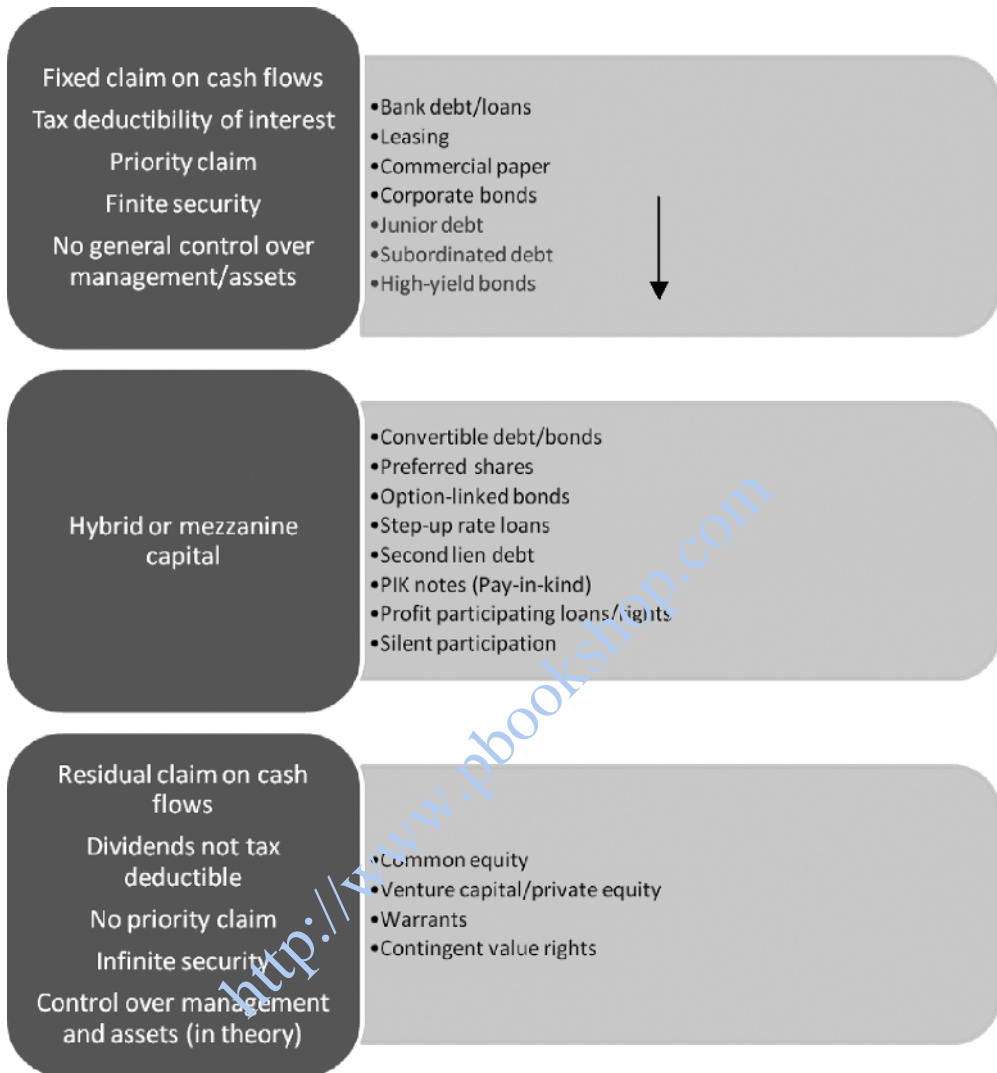 Fixed claim on cash flows
Tax deductibility of interest
Priority claim
Finite security
No general control over
management/assets
•Bank debt/loans
•Leasing
•Commercial paper
•Corporate bonds
•Junior debt
•Subordinated debt
•High-yield bonds
Hybrid or mezzanine
capital
•Convertible debt/bonds
•Preferred shares
•Option-linked bonds
•Step-up rate loans
•Second lien debt
•PIK notes (Pay-in-kind)
•Profit participating loans/rights
•Silent participation
Residual claim on cash
flows
Dividends not tax
deductible
No priority claim
Infinite security
Control over management
and assets (in theory)
•Common equity
•Venture capital/private equity
•Warrants
•Contingent value rights
http://www.pbookshop.com